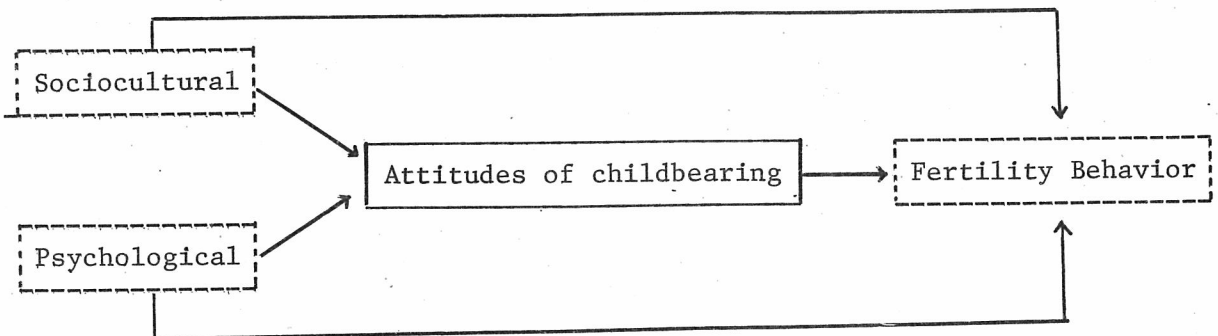 Sociocultural
Attitudes of childbearing
Fertility Behavior
Psychological